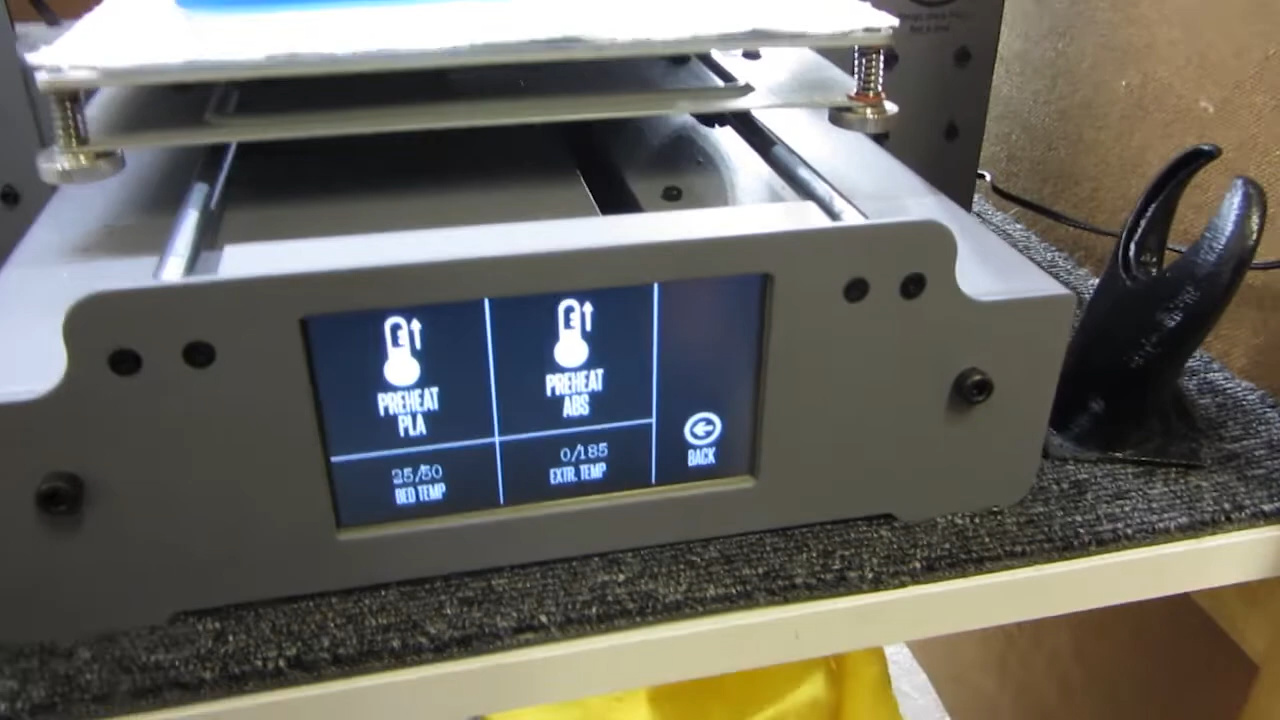 PREHEAT
PLA
PREHEAT
ABS
25/50
BED TEMP
0/185
EXTR. TEMP
BACK